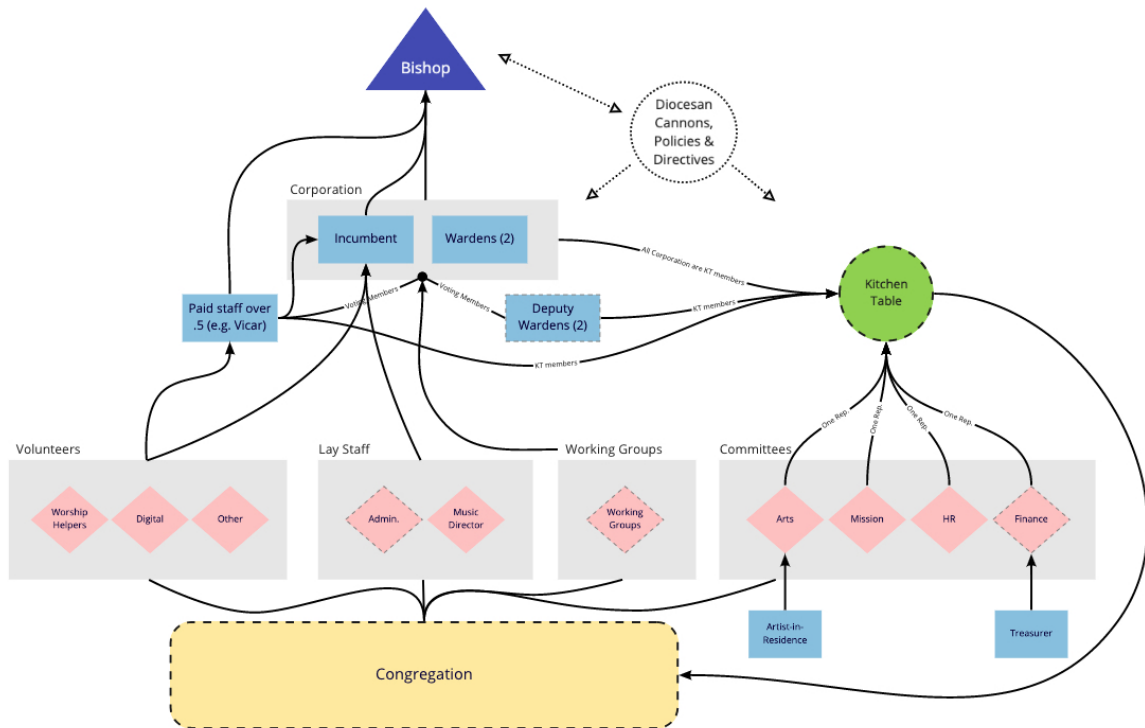 Bishop
Diocesan
Cannons,
Policies &
Directives
Corporation
Incumbent
Wardens (2)
All Corporation are KT members
Kitchen
Table
Paid staff over
.5 (e.g. Vicar)
Voting Members
Voting Members
Deputy
Wardens (2)
KT members
KT members
One Rep.
One Rep.
One Rep.
One Rep.
Volunteers
Lay Staff
Working Groups
Committees
Worship
Helpers
Digital
Other
Admin.
Music
Director
Working
Groups
Arts
Mission
HR
Finance
Artist-in-
Residence
Treasurer
Congregation